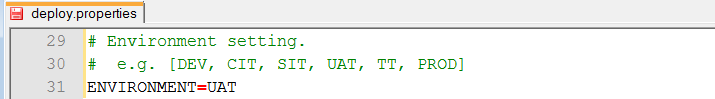 deploy.properties
29 # Environment setting.
30 #  e.g. [DEV, CIT, SIT, UAT, TT, PROD]
31 ENVIRONMENT=UAT